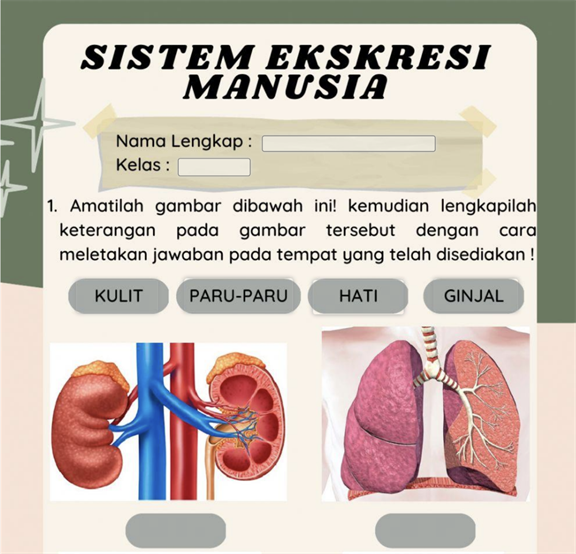 SISTEM EKSKRESI
MANUSIA
Nama Lengkap :
Kelas :
1. Amatilah gambar dibawah ini! kemudian lengkapilah
keterangan pada gambar tersebut dengan cara
meletakan jawaban pada tempat yang telah disediakan !
KULIT PARU-PARU HATI GINJAL